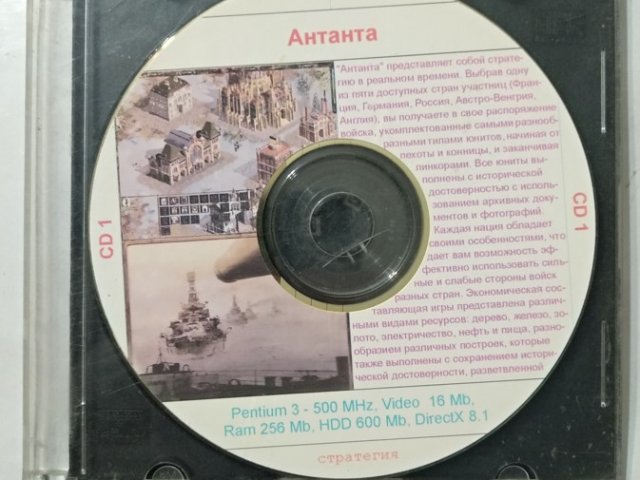 Антанта
"Антанта" представляет собой страте-
гию в реальном времени. Выбрав одну
из пяти доступных стран участниц (Фран-
ция, Германия, Россия, Австро-Венгрия,
Англия), вы получаете в свое распоряжение
войска, укомплектованные самыми разнооб-
разными типами юнитов, начиная от
пехоты и конницы, и заканчивая
линкорами. Все юниты вы-
полнены с исторической
достоверностью с исполь-
зованием архивных доку-
ментов и фотографий.
Каждая нация обладает
своими особенностями, что
дает вам возможность эф-
фективно использовать силь-
ные и слабые стороны войск
разных стран. Экономическая сос-
тавляющая игры представлена различ-
ными видами ресурсов: дерево, железо, зо-
лото, электричество, нефть и пища, разно-
образием различных построек, которые
также выполнены с сохранением истори-
ческой достоверности, разветвленной
CD 1
CD 1
Pentium 3 - 500 MHz, Video 16 Mb,
Ram 256 Mb, HDD 600 Mb, DirectX 8.1
стратегия